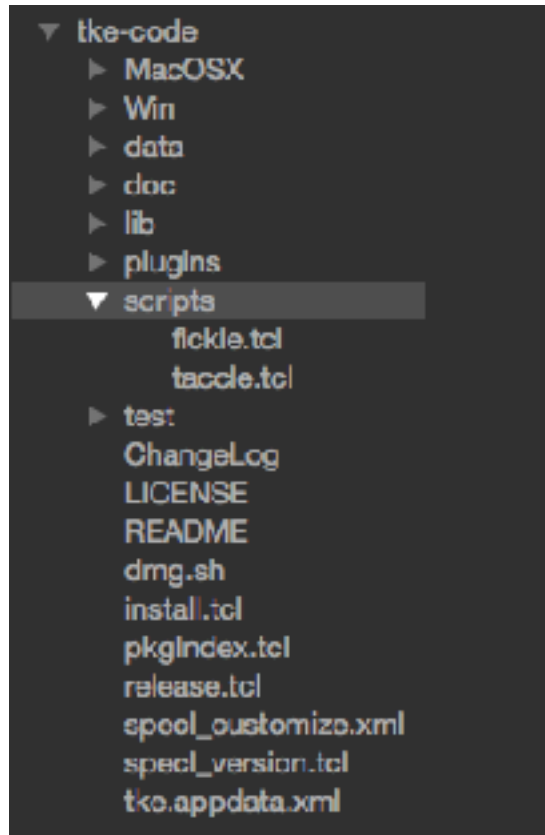 tke-code
MacOSX
Win
data
doc
lib
plugins
scripts
fickle.tcl
taccle.tcl
test
ChangeLog
LICENSE
README
dmg.sh
install.tcl
pkgIndex.tcl
release.tcl
specl_customize.xml
specl_version.tcl
tke.appdata.xml